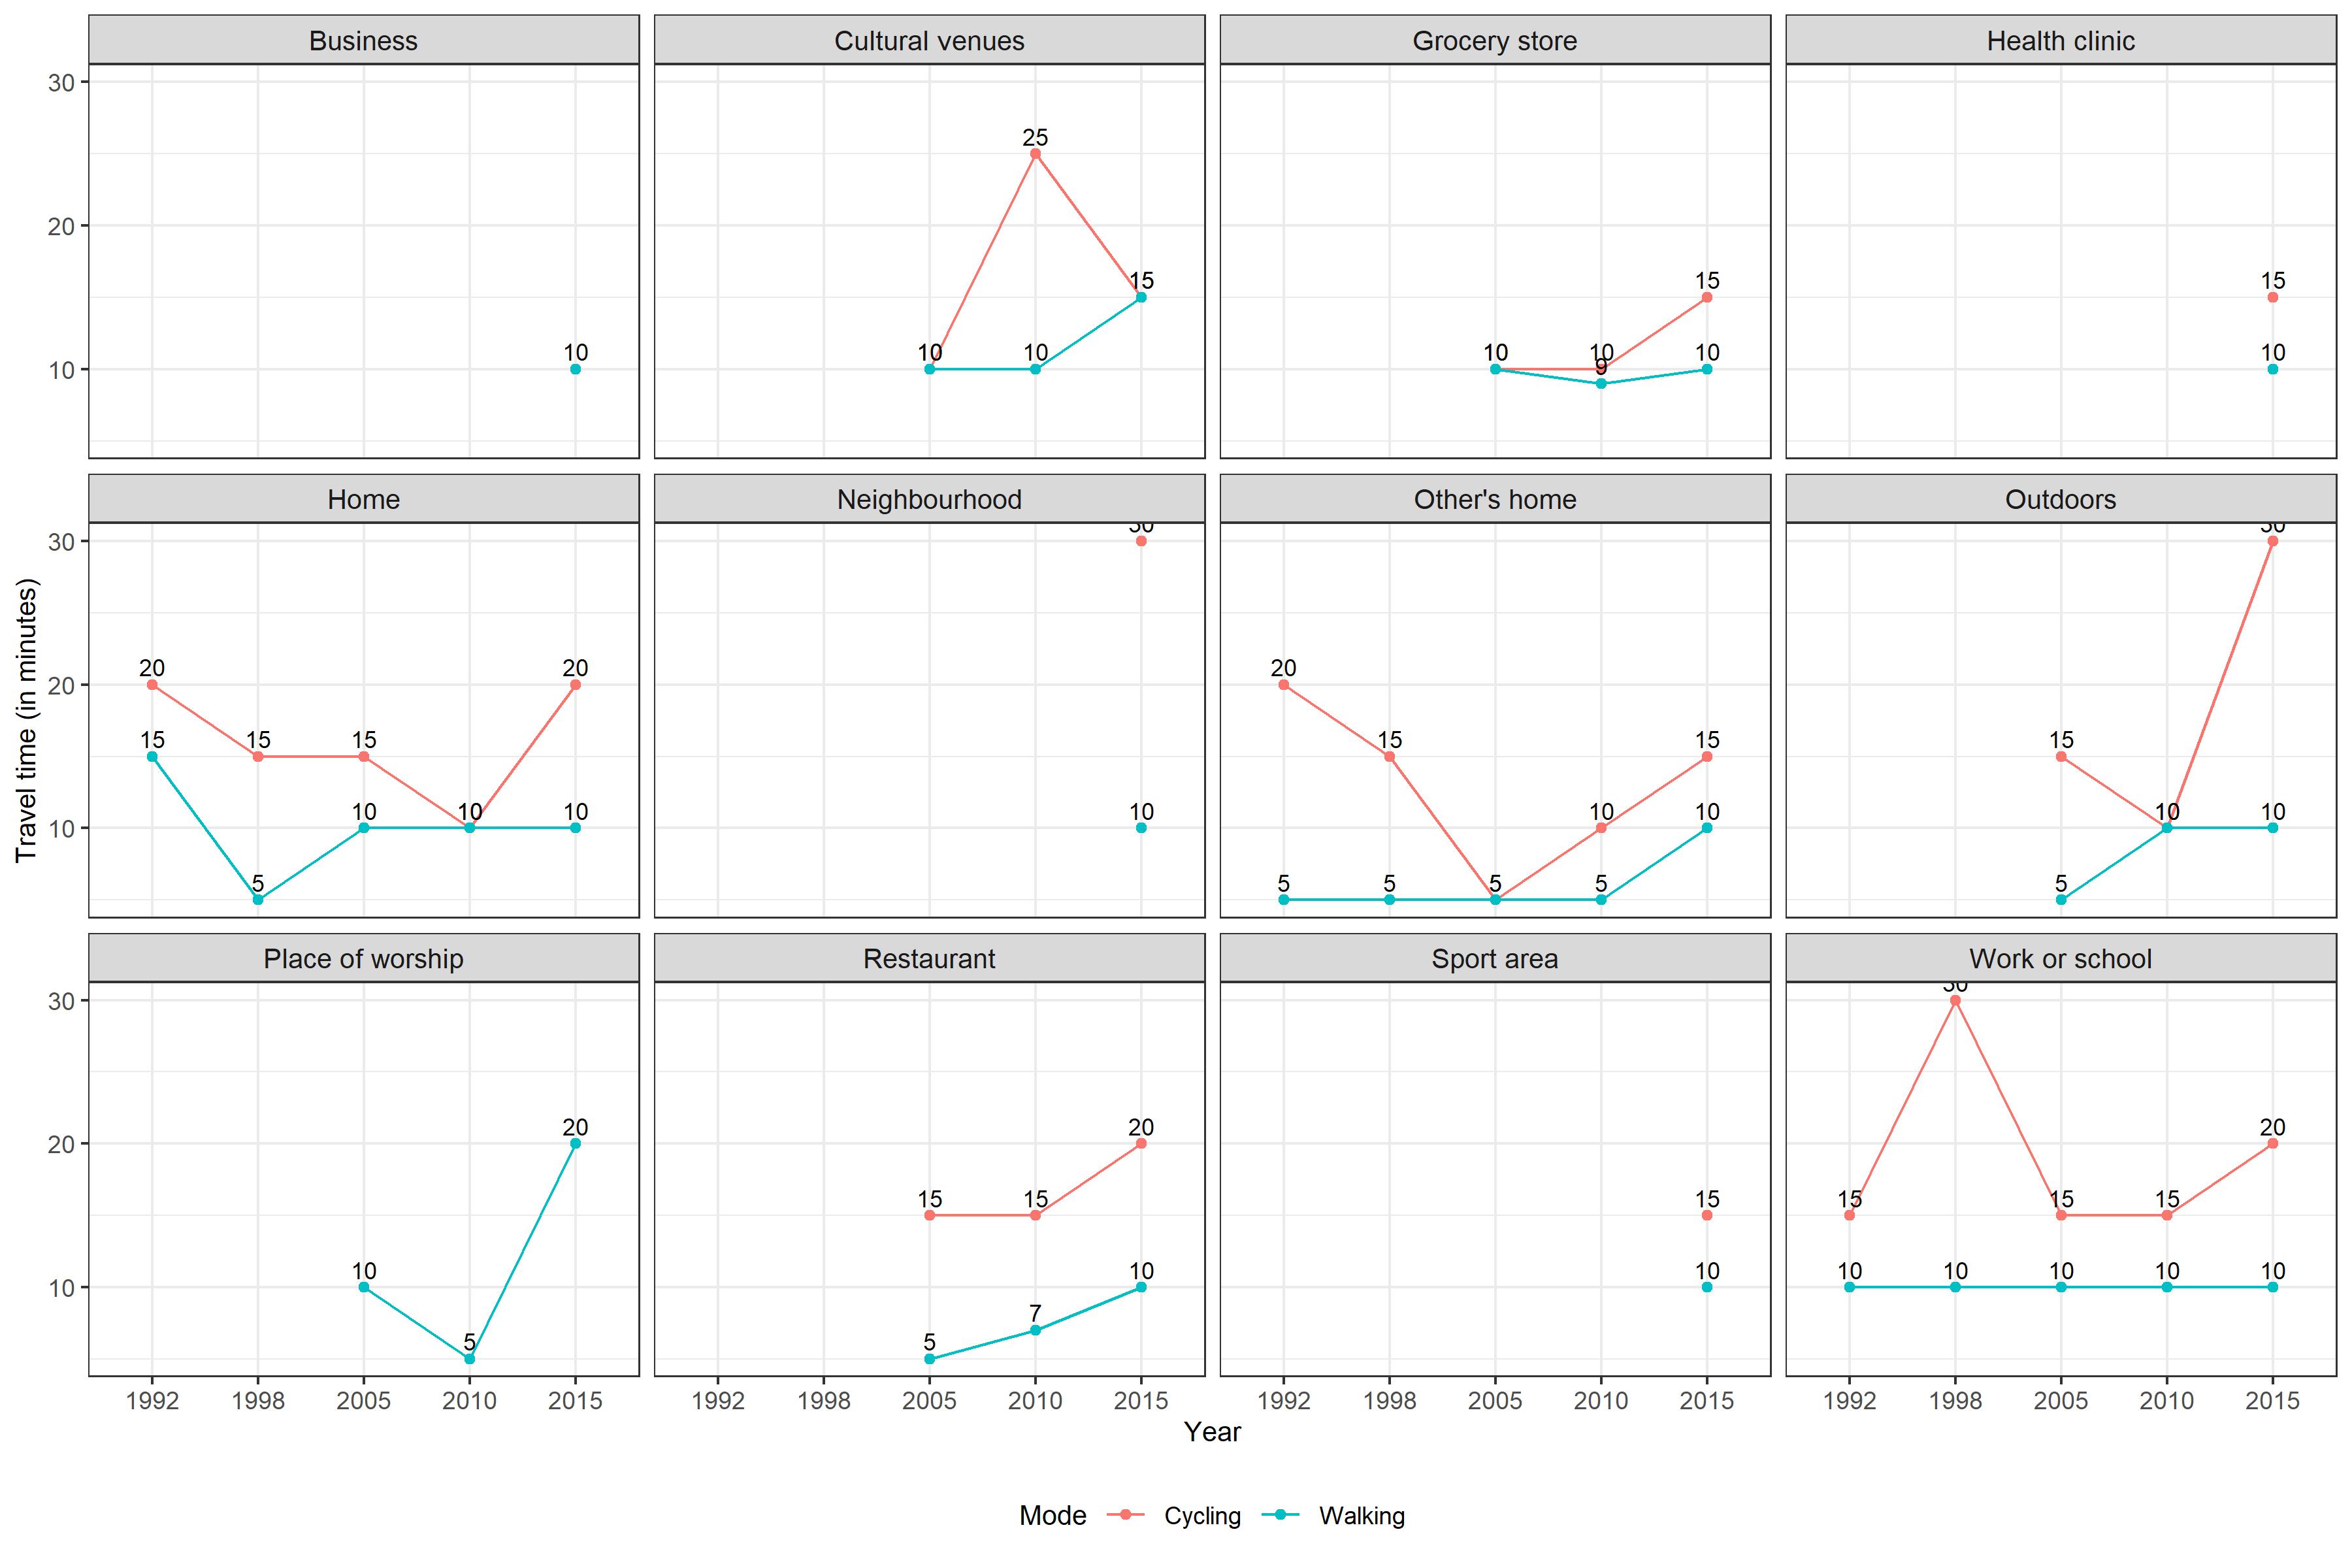 Business Cultural venues Grocery store Health clinic
30
25
20
15 15 15
10 10 10 10 10 10 10 10
9
10
Home Neighbourhood Other's home Outdoors
30
30 30
20
20 20 20
15 15 15 15 15 15
10 10 10 10 10 10 10 10
10
5 5 5 5 5 5
Place of worship Restaurant Sport area Work or school
30
30
20
20 20 20
15 15 15 15 15 15
10 10 10 10 10 10 10 10
10
7
5 5
1992 1998 2005 2010 2015 1992 1998 2005 2010 2015 1992 1998 2005 2010 2015 1992 1998 2005 2010 2015
Travel time (in minutes)
Year
Mode Cycling Walking